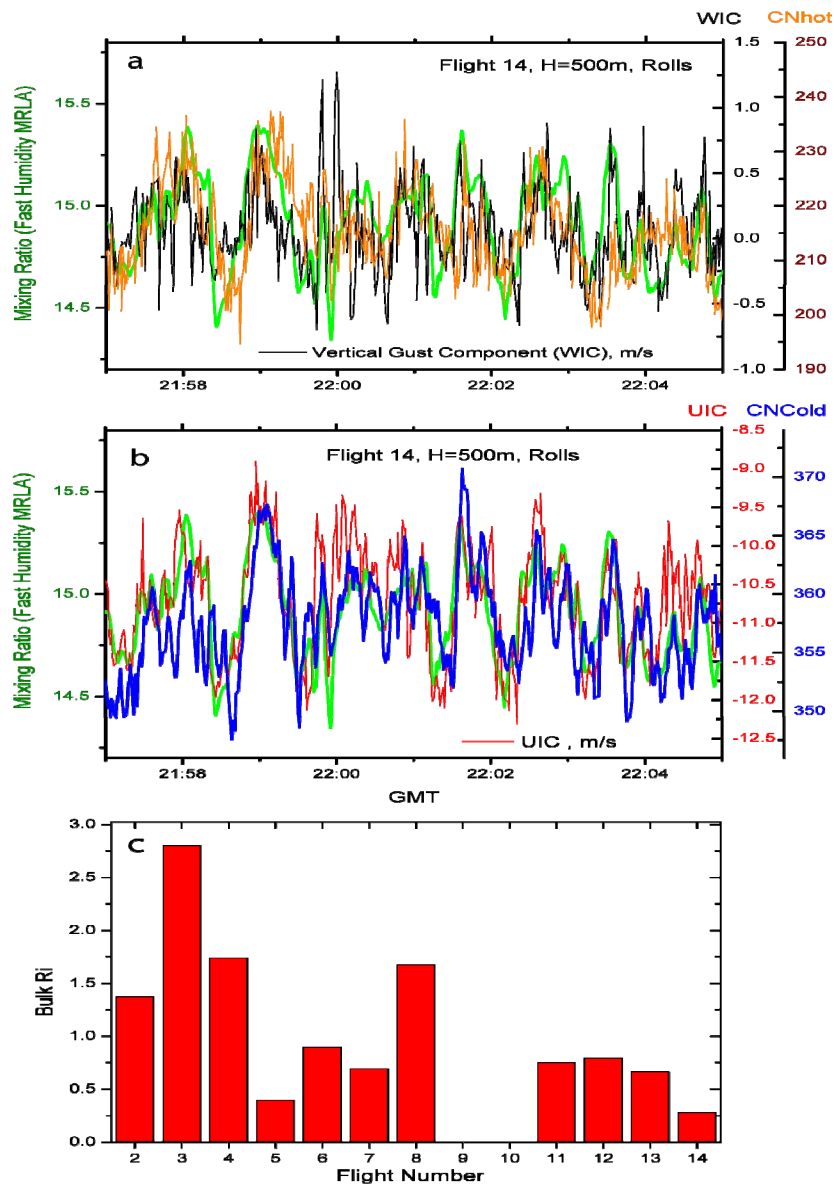 WIC CNhot
a
Flight 14, H=500m, Rolls
Mixing Ratio (Fast Humidity MRLA)
15.5
15.0
14.5
1.5
1.0
0.5
0.0
-0.5
-1.0
250
240
230
220
210
200
190
Vertical Gust Component (WIC), m/s
21:58 22:00 22:02 22:04
UIC CNCold
b
Flight 14, H=500m, Rolls
Mixing Ratio (Fast Humidity MRLA)
15.5
15.0
14.5
-8.5
-9.0
-9.5
-10.0
-10.5
-11.0
-11.5
-12.0
-12.5
370
365
360
355
350
UIC , m/s
21:58 22:00 22:02 22:04
GMT
c
Bulk Ri
3.0
2.5
2.0
1.5
1.0
0.5
0.0
2 3 4 5 6 7 8 9 10 11 12 13 14
Flight Number